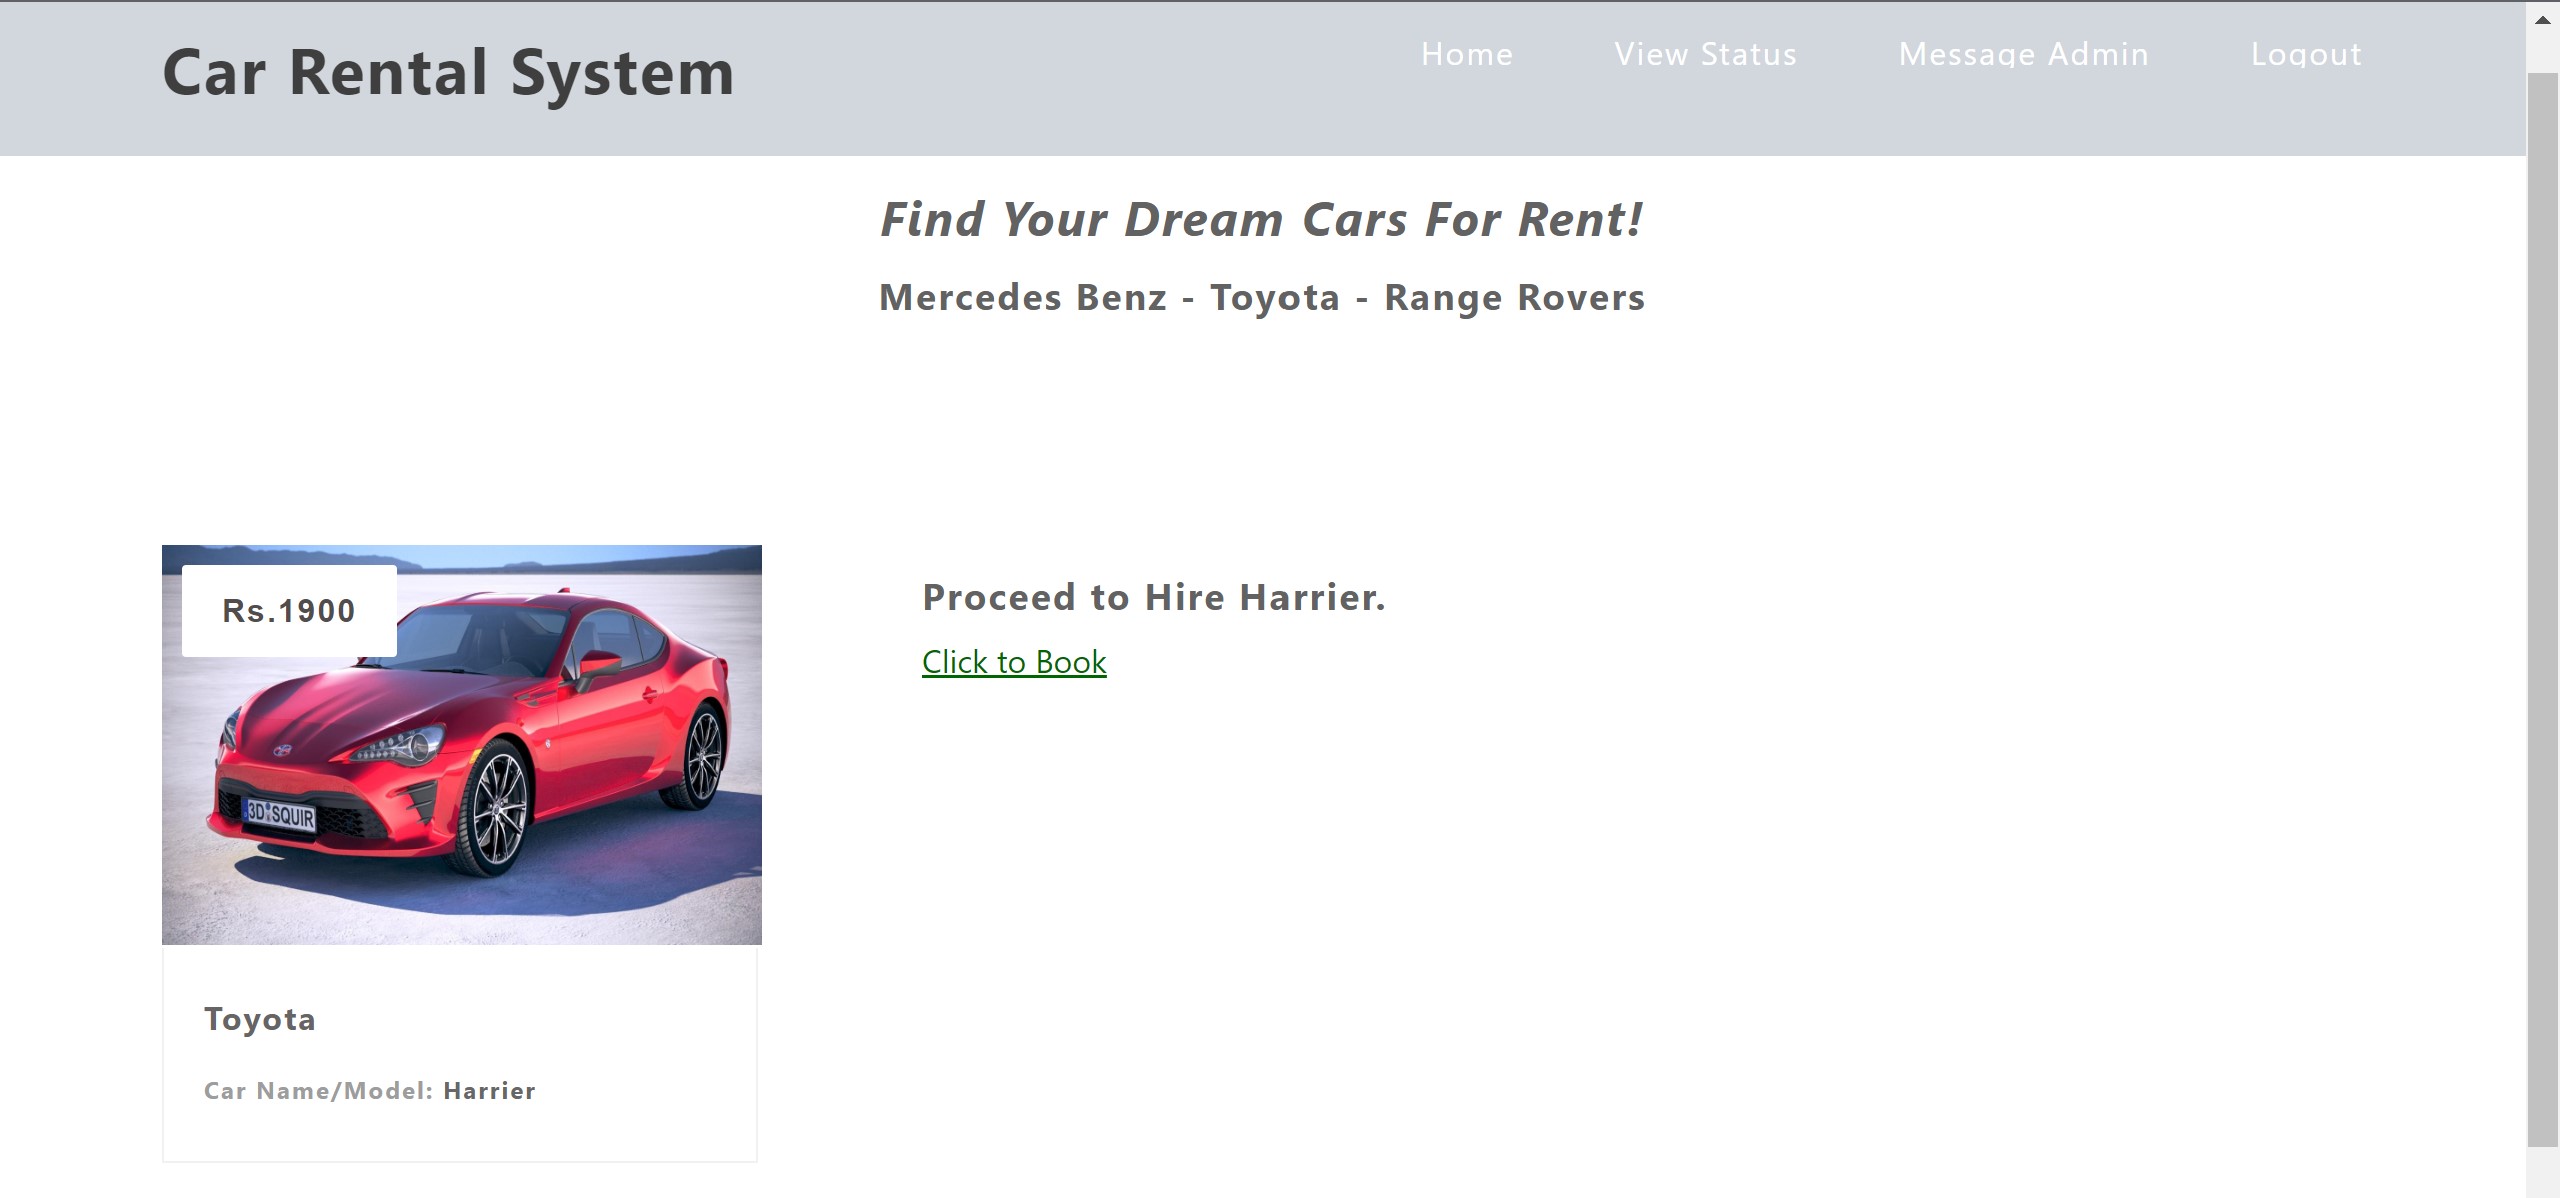 Car Rental System
Home View Status Message Admin Logout
Find Your Dream Cars For Rent!
Mercedes Benz - Toyota - Range Rovers
Rs.1900
3D SQUIR
Proceed to Hire Harrier.
Click to Book
Toyota
Car Name/Model: Harrier